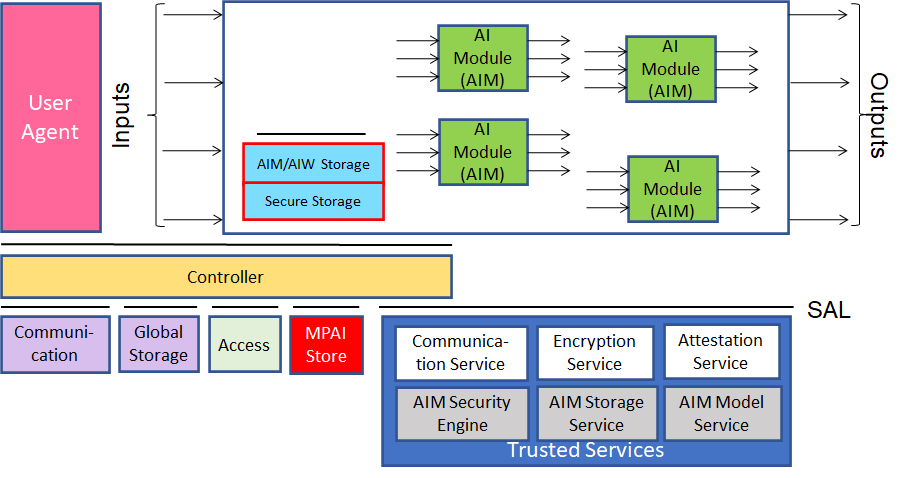 User
Agent
Inputs
AI
Module
(AIM)
AI
Module
(AIM)
AI
Module
(AIM)
AI
Module
(AIM)
AIM/AIW Storage
Secure Storage
Outputs
Controller
SAL
Communi-
cation
Global
Storage
Access
MPAI
Store
Communica-
tion Service
Encryption
Service
Attestation
Service
AIM Security
Engine
AIM Storage
Service
AIM Model
Service
Trusted Services